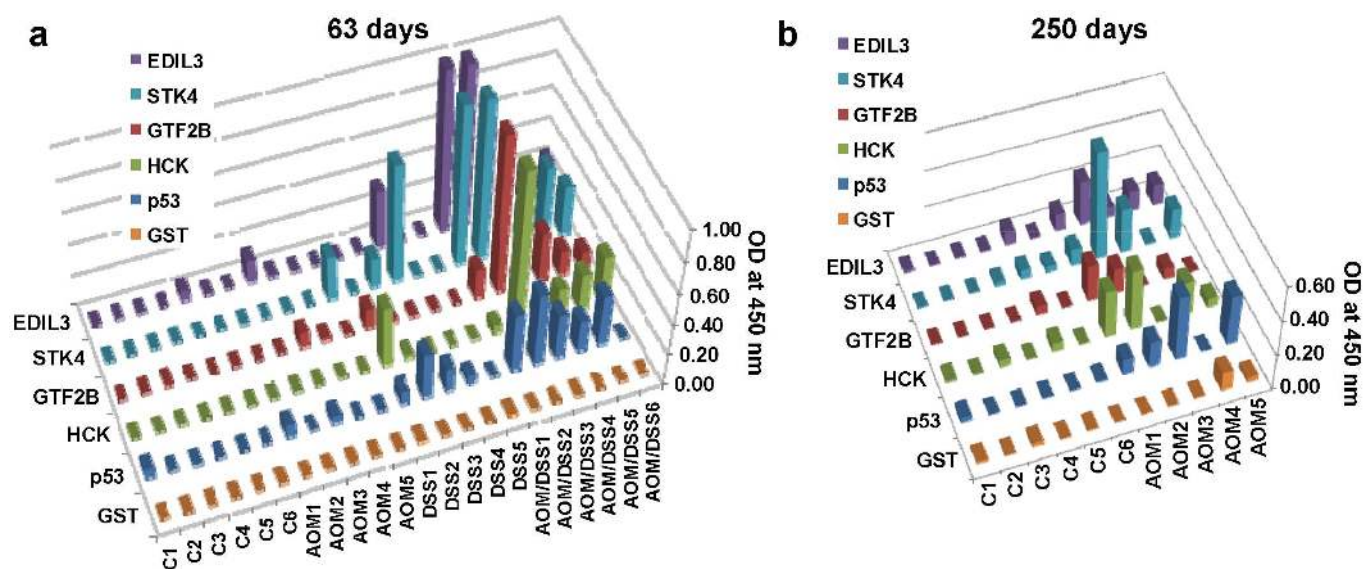 a
63 days
EDIL3
STK4
GTF2B
HCK
p53
GST
EDIL3
STK4
GTF2B
HCK
p53
GST
C1
C2
C3
C4
C5
C6
AOM1
AOM2
AOM3
AOM4
AOM5
DSS1
DSS2
DSS3
DSS4
DSS5
AOM/DSS1
AOM/DSS2
AOM/DSS3
AOM/DSS4
AOM/DSS5
AOM/DSS6
1.00
0.80
0.60
0.40
0.20
0.00
OD at 450 nm
b
250 days
EDIL3
STK4
GTF2B
HCK
p53
GST
EDIL3
STK4
GTF2B
HCK
p53
GST
C1
C2
C3
C4
C5
C6
AOM1
AOM2
AOM3
AOM4
AOM5
0.60
0.40
0.20
0.00
OD at 450 nm